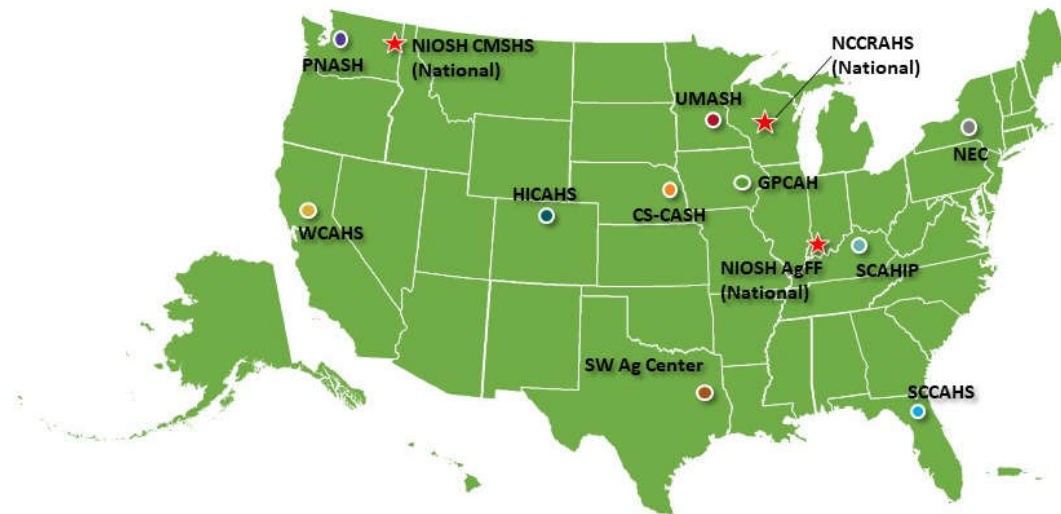 NIOSH CMSHS
(National)
PNASH
NCCRAHS
(National)
UMASH
NEC
GPCAH
HICAHS
CS-CASH
WCAHS
NIOSH AgFF
(National)
SCAHIP
SW Ag Center
SCCAHS